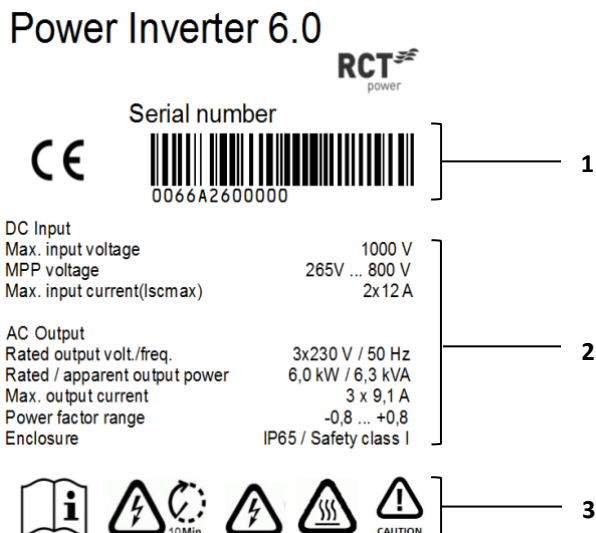 Power Inverter 6.0
RCT
power
Serial number
CE
0066A2600000
1
DC Input
Max. input voltage 1000 V
MPP voltage 265V ... 800 V
Max. input current(Iscmax) 2x12 A
AC Output
Rated output volt./freq. 3x230 V / 50 Hz
Rated / apparent output power 6,0 kW / 6,3 kVA
Max. output current 3 x 9,1 A
Power factor range -0,8 ... +0,8
Enclosure IP65 / Safety class I
2
i
10Min
!
CAUTION
3